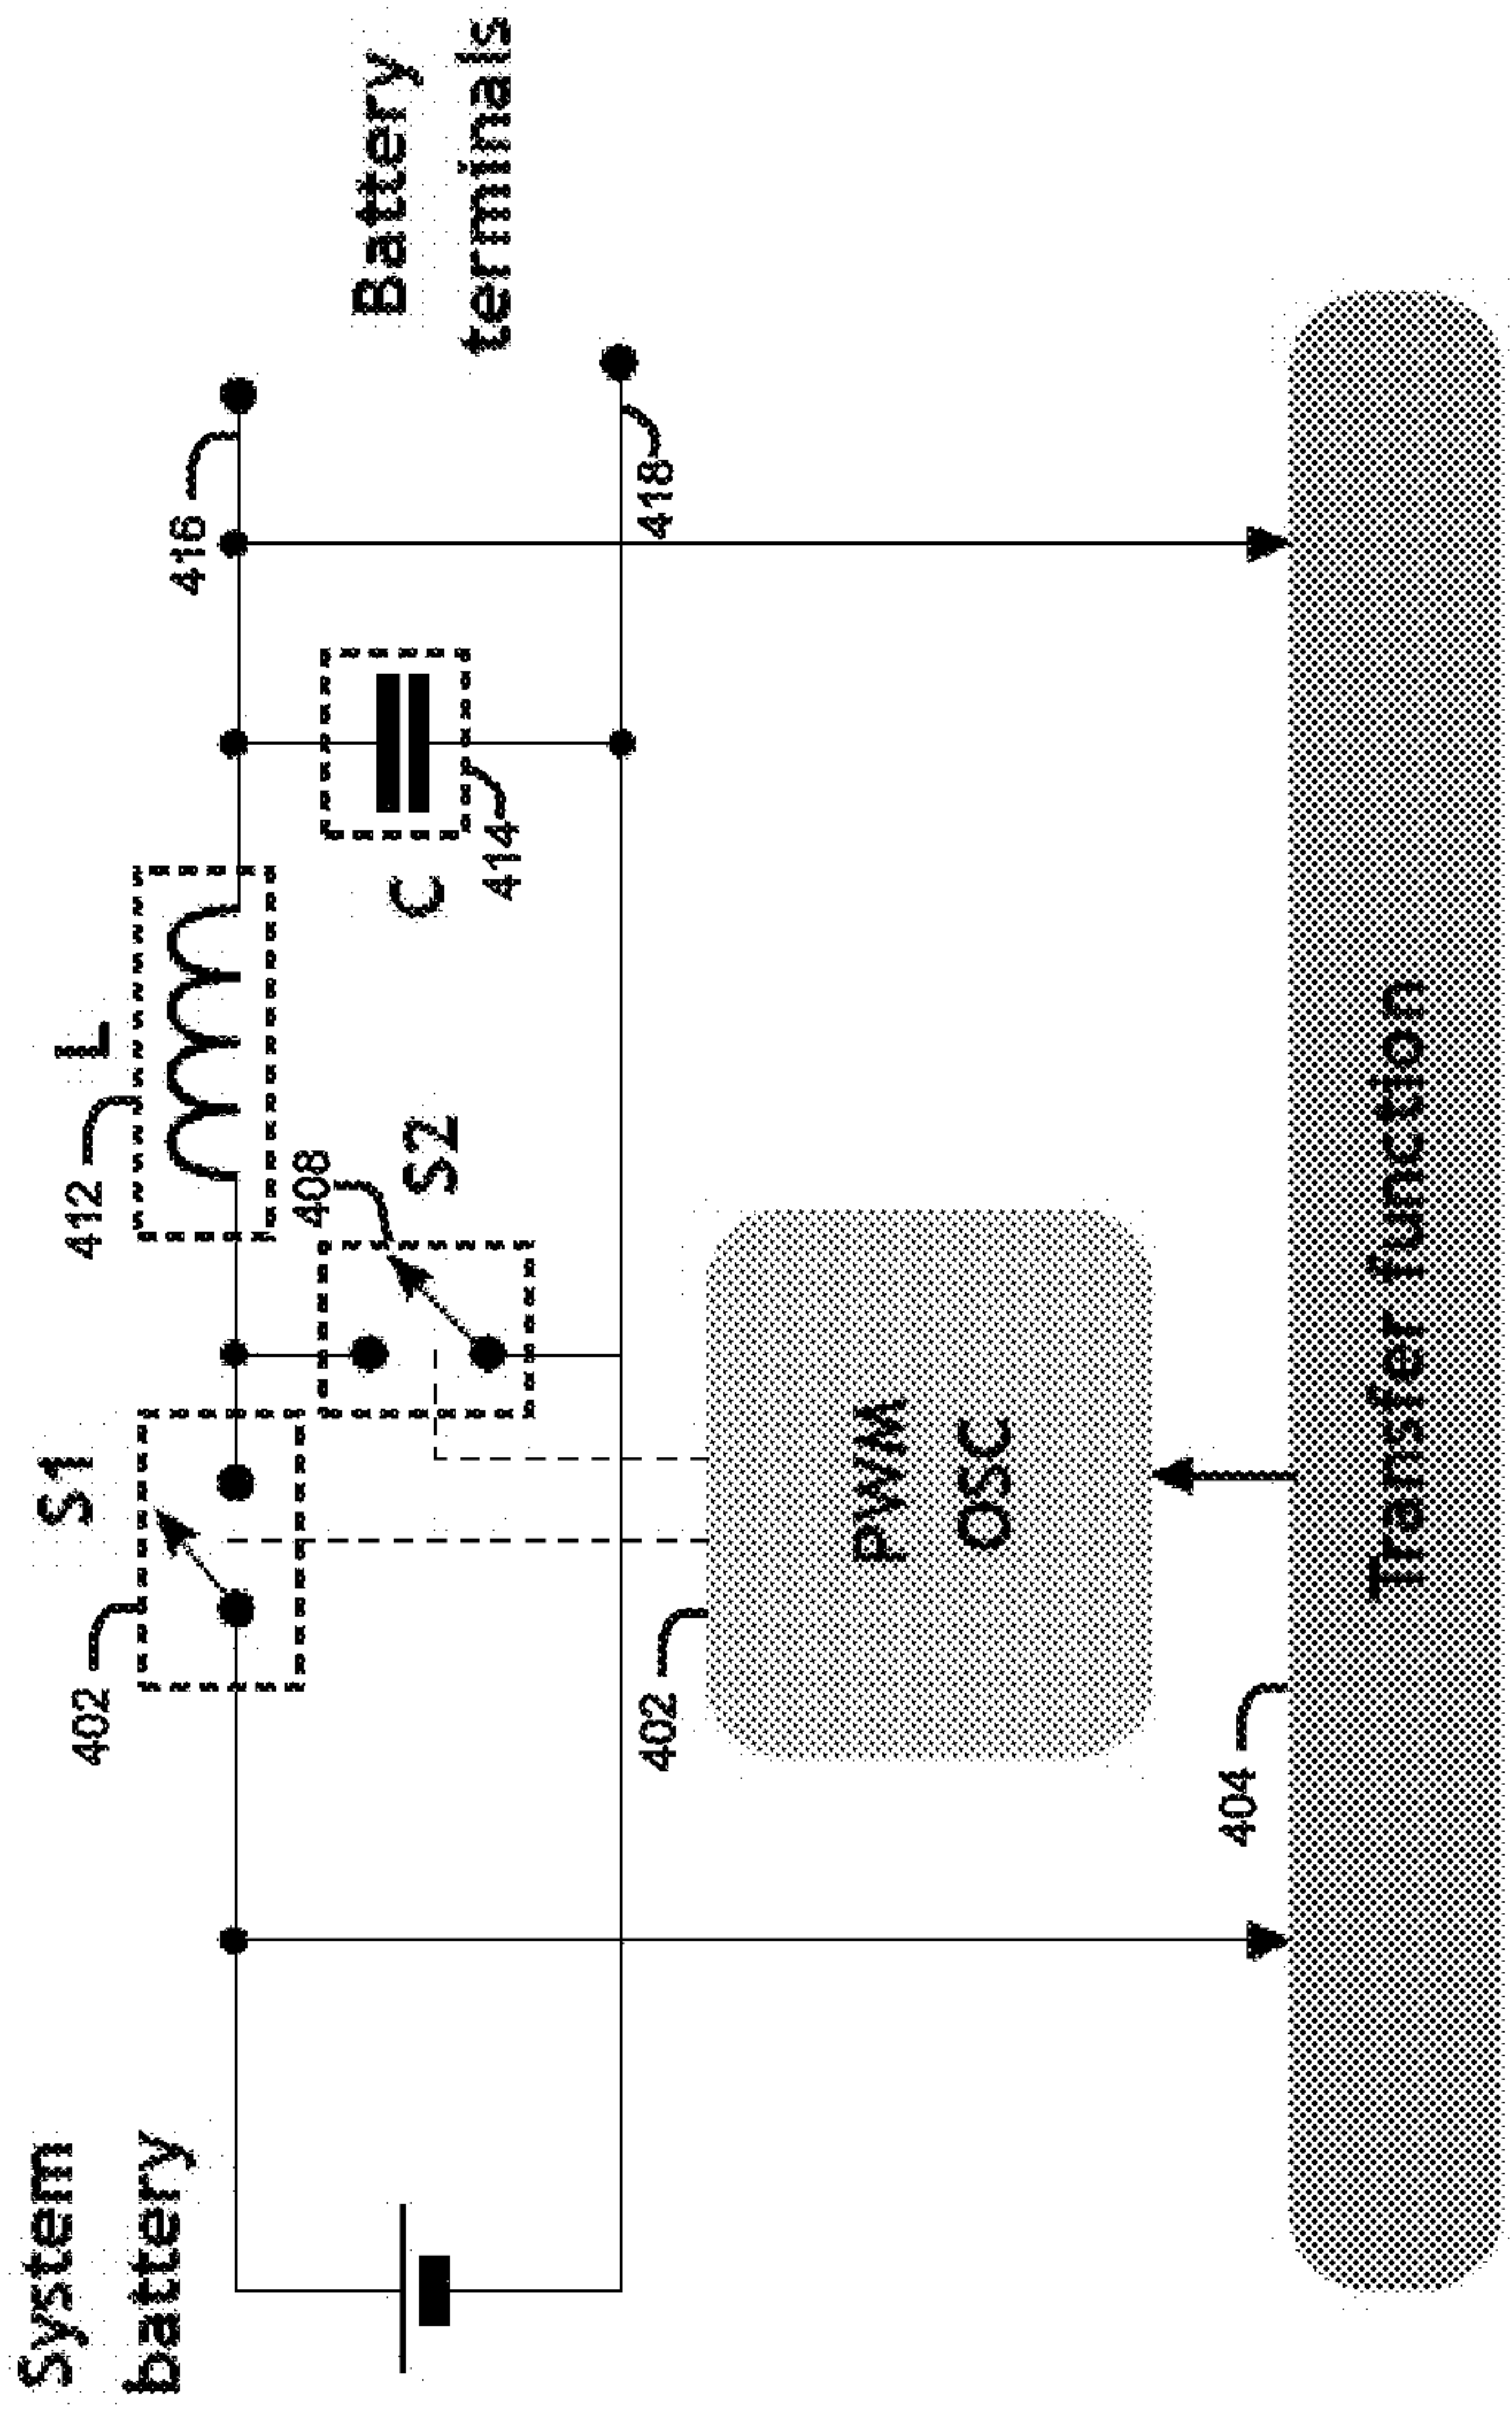 System
battery
402
S1
412
L
408
S2
C
414
416
418
Battery
terminals
402
PWM
OSC
404
Transfer function